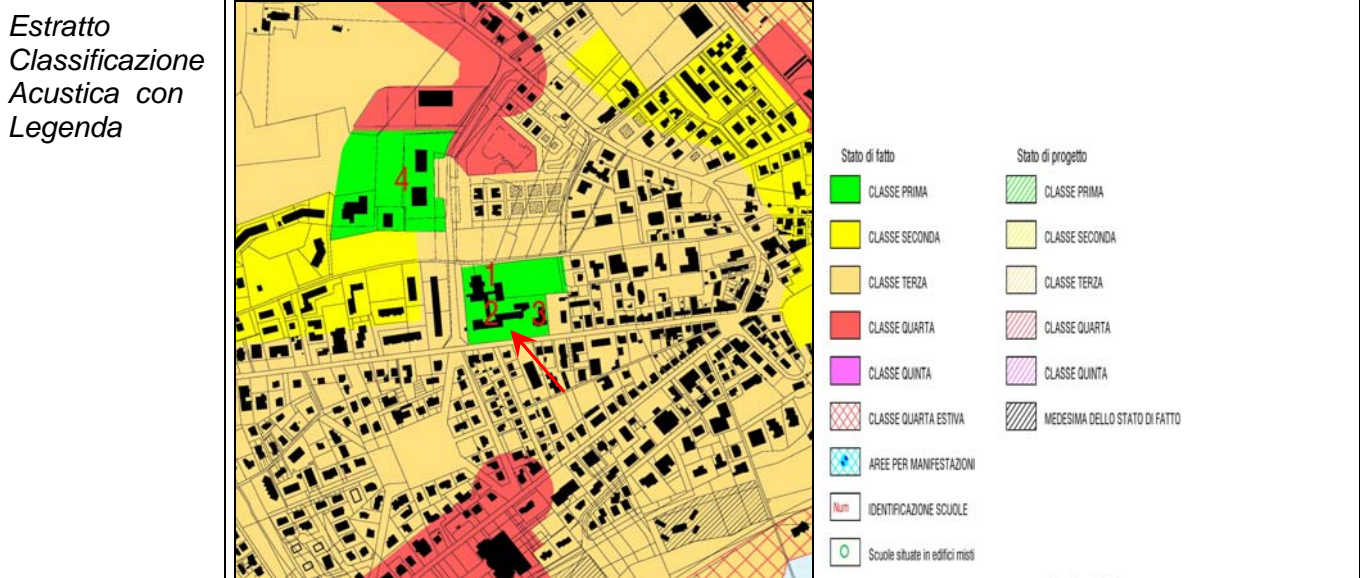 Estratto
Classificazione
Acustica con
Legenda
4
1
2
3
Stato di fatto
CLASSE PRIMA
CLASSE SECONDA
CLASSE TERZA
CLASSE QUARTA
CLASSE QUINTA
CLASSE QUARTA ESTIVA
AREE PER MANIFESTAZIONI
Num IDENTIFICAZIONE SCUOLE
Scuole situate in edifici misti
Stato di progetto
CLASSE PRIMA
CLASSE SECONDA
CLASSE TERZA
CLASSE QUARTA
CLASSE QUINTA
MEDESIMA DELLO STATO DI FATTO